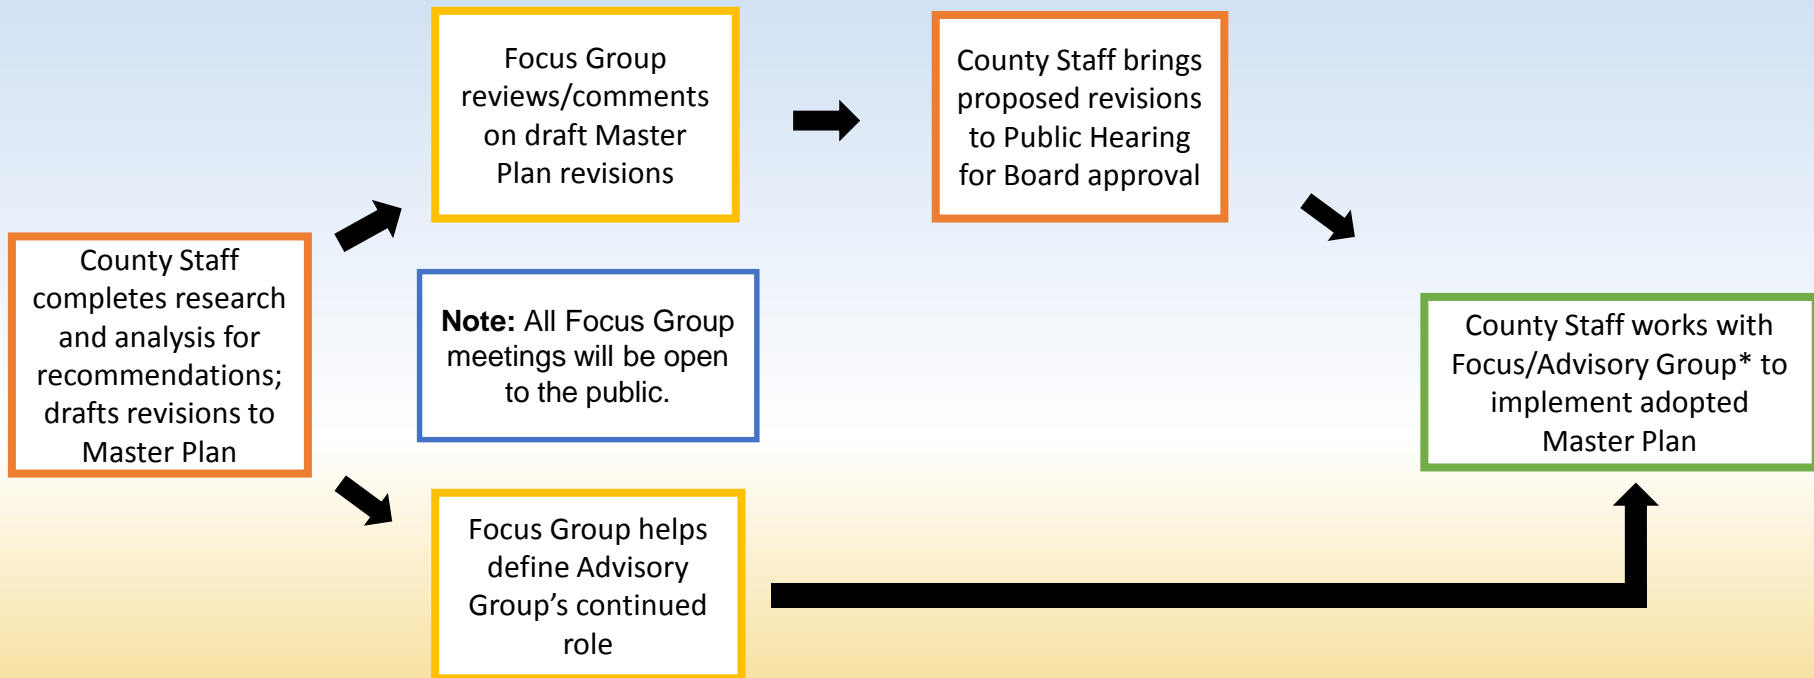 Focus Group
reviews/comments
on draft Master
Plan revisions
County Staff brings
proposed revisions
to Public Hearing
for Board approval
County Staff
completes research
and analysis for
recommendations;
drafts revisions to
Master Plan
Note: All Focus Group
meetings will be open
to the public.
County Staff works with
Focus/Advisory Group* to
implement adopted
Master Plan
Focus Group helps
define Advisory
Group’s continued
role